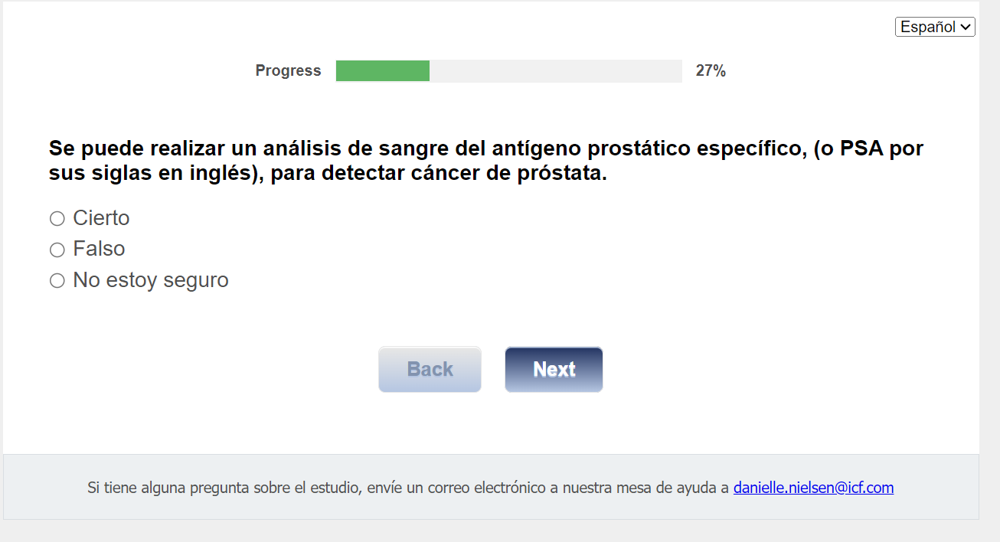 Español
Progress 27%
Se puede realizar un análisis de sangre del antígeno prostático específico, (o PSA por
sus siglas en inglés), para detectar cáncer de próstata.
Cierto
Falso
No estoy seguro
Back Next
Si tiene alguna pregunta sobre el estudio, envíe un correo electrónico a nuestra mesa de ayuda a danielle.nielsen@icf.com